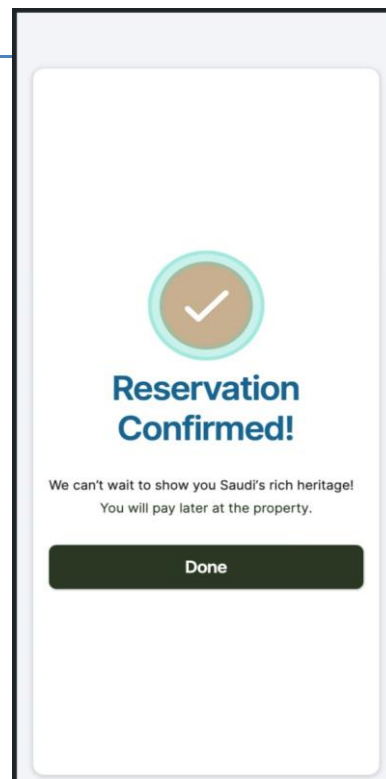 Reservation
Confirmed!
We can't wait to show you Saudi's rich heritage!
You will pay later at the property.
Done